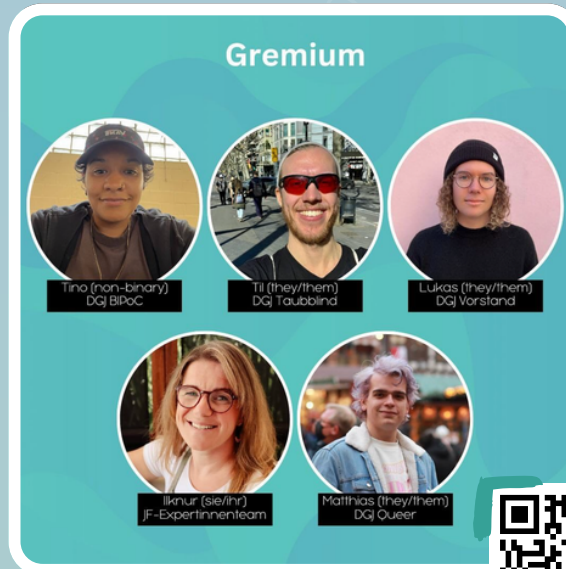 Gremium
Tino (non-binary)
DGJ BIPoC
Til (they/them)
DGJ Taubblind
Lukas (they/them)
DGJ Vorstand
Ilknur (sie/ihr)
JF-Expertinnenteam
Matthias (they/them)
DGJ Queer